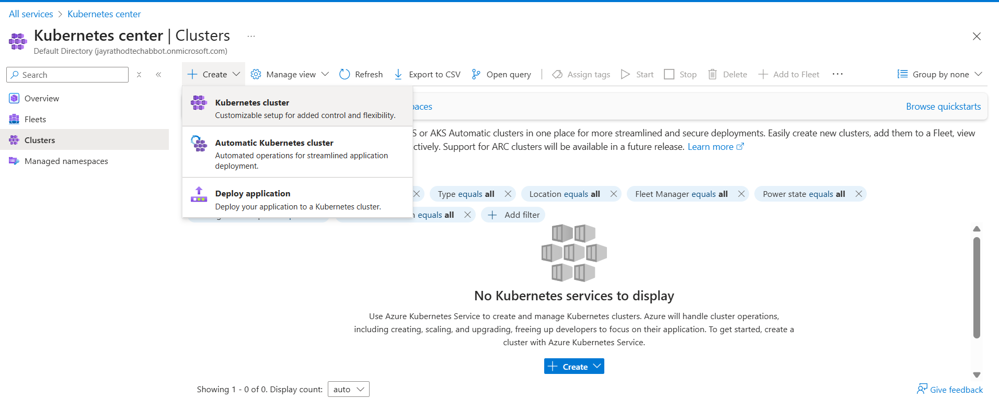 All services > Kubernetes center
Kubernetes center | Clusters ...
Default Directory (jayrathodtechabbot.onmicrosoft.com)
Search
Overview
Fleets
Clusters
Managed namespaces
Create Manage view Refresh Export to CSV Open query Assign tags Start Stop Delete Add to Fleet ... Group by none
Kubernetes cluster
Customizable setup for added control and flexibility.
Automatic Kubernetes cluster
Automated operations for streamlined application
deployment.
Deploy application
Deploy your application to a Kubernetes cluster.
Browse quickstarts
or AKS Automatic clusters in one place for more streamlined and secure deployments. Easily create new clusters, add them to a Fleet, view
Support for ARC clusters will be available in a future release. Learn more
Type equals all Location equals all Fleet Manager equals all Power state equals all
equals all Add filter
No Kubernetes services to display
Use Azure Kubernetes Service to create and manage Kubernetes clusters. Azure will handle cluster operations,
including creating, scaling, and upgrading, freeing up developers to focus on their application. To get started, create a
cluster with Azure Kubernetes Service.
Create
Showing 1 - 0 of 0. Display count: auto
Give feedback